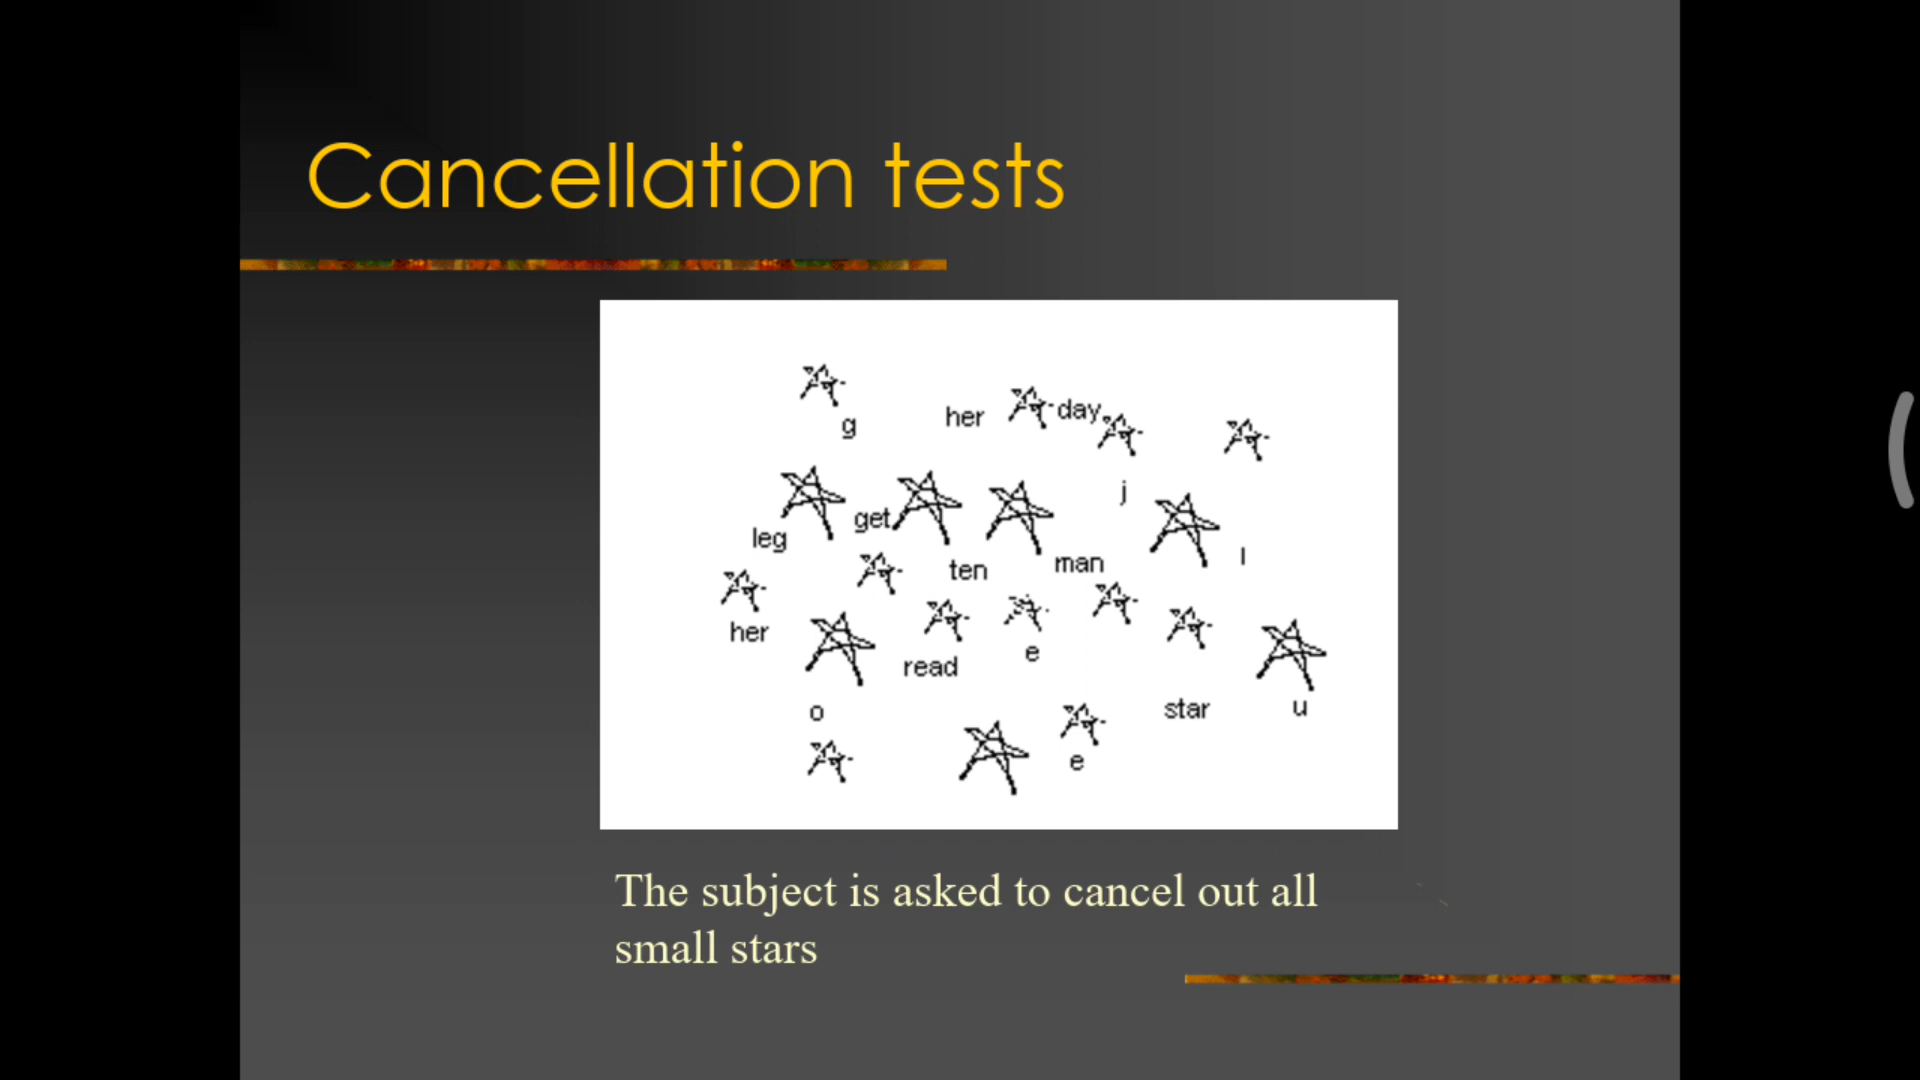 Cancellation tests
g
her day
j
leg get
ten man l
her
read e
o star u
e
The subject is asked to cancel out all
small stars